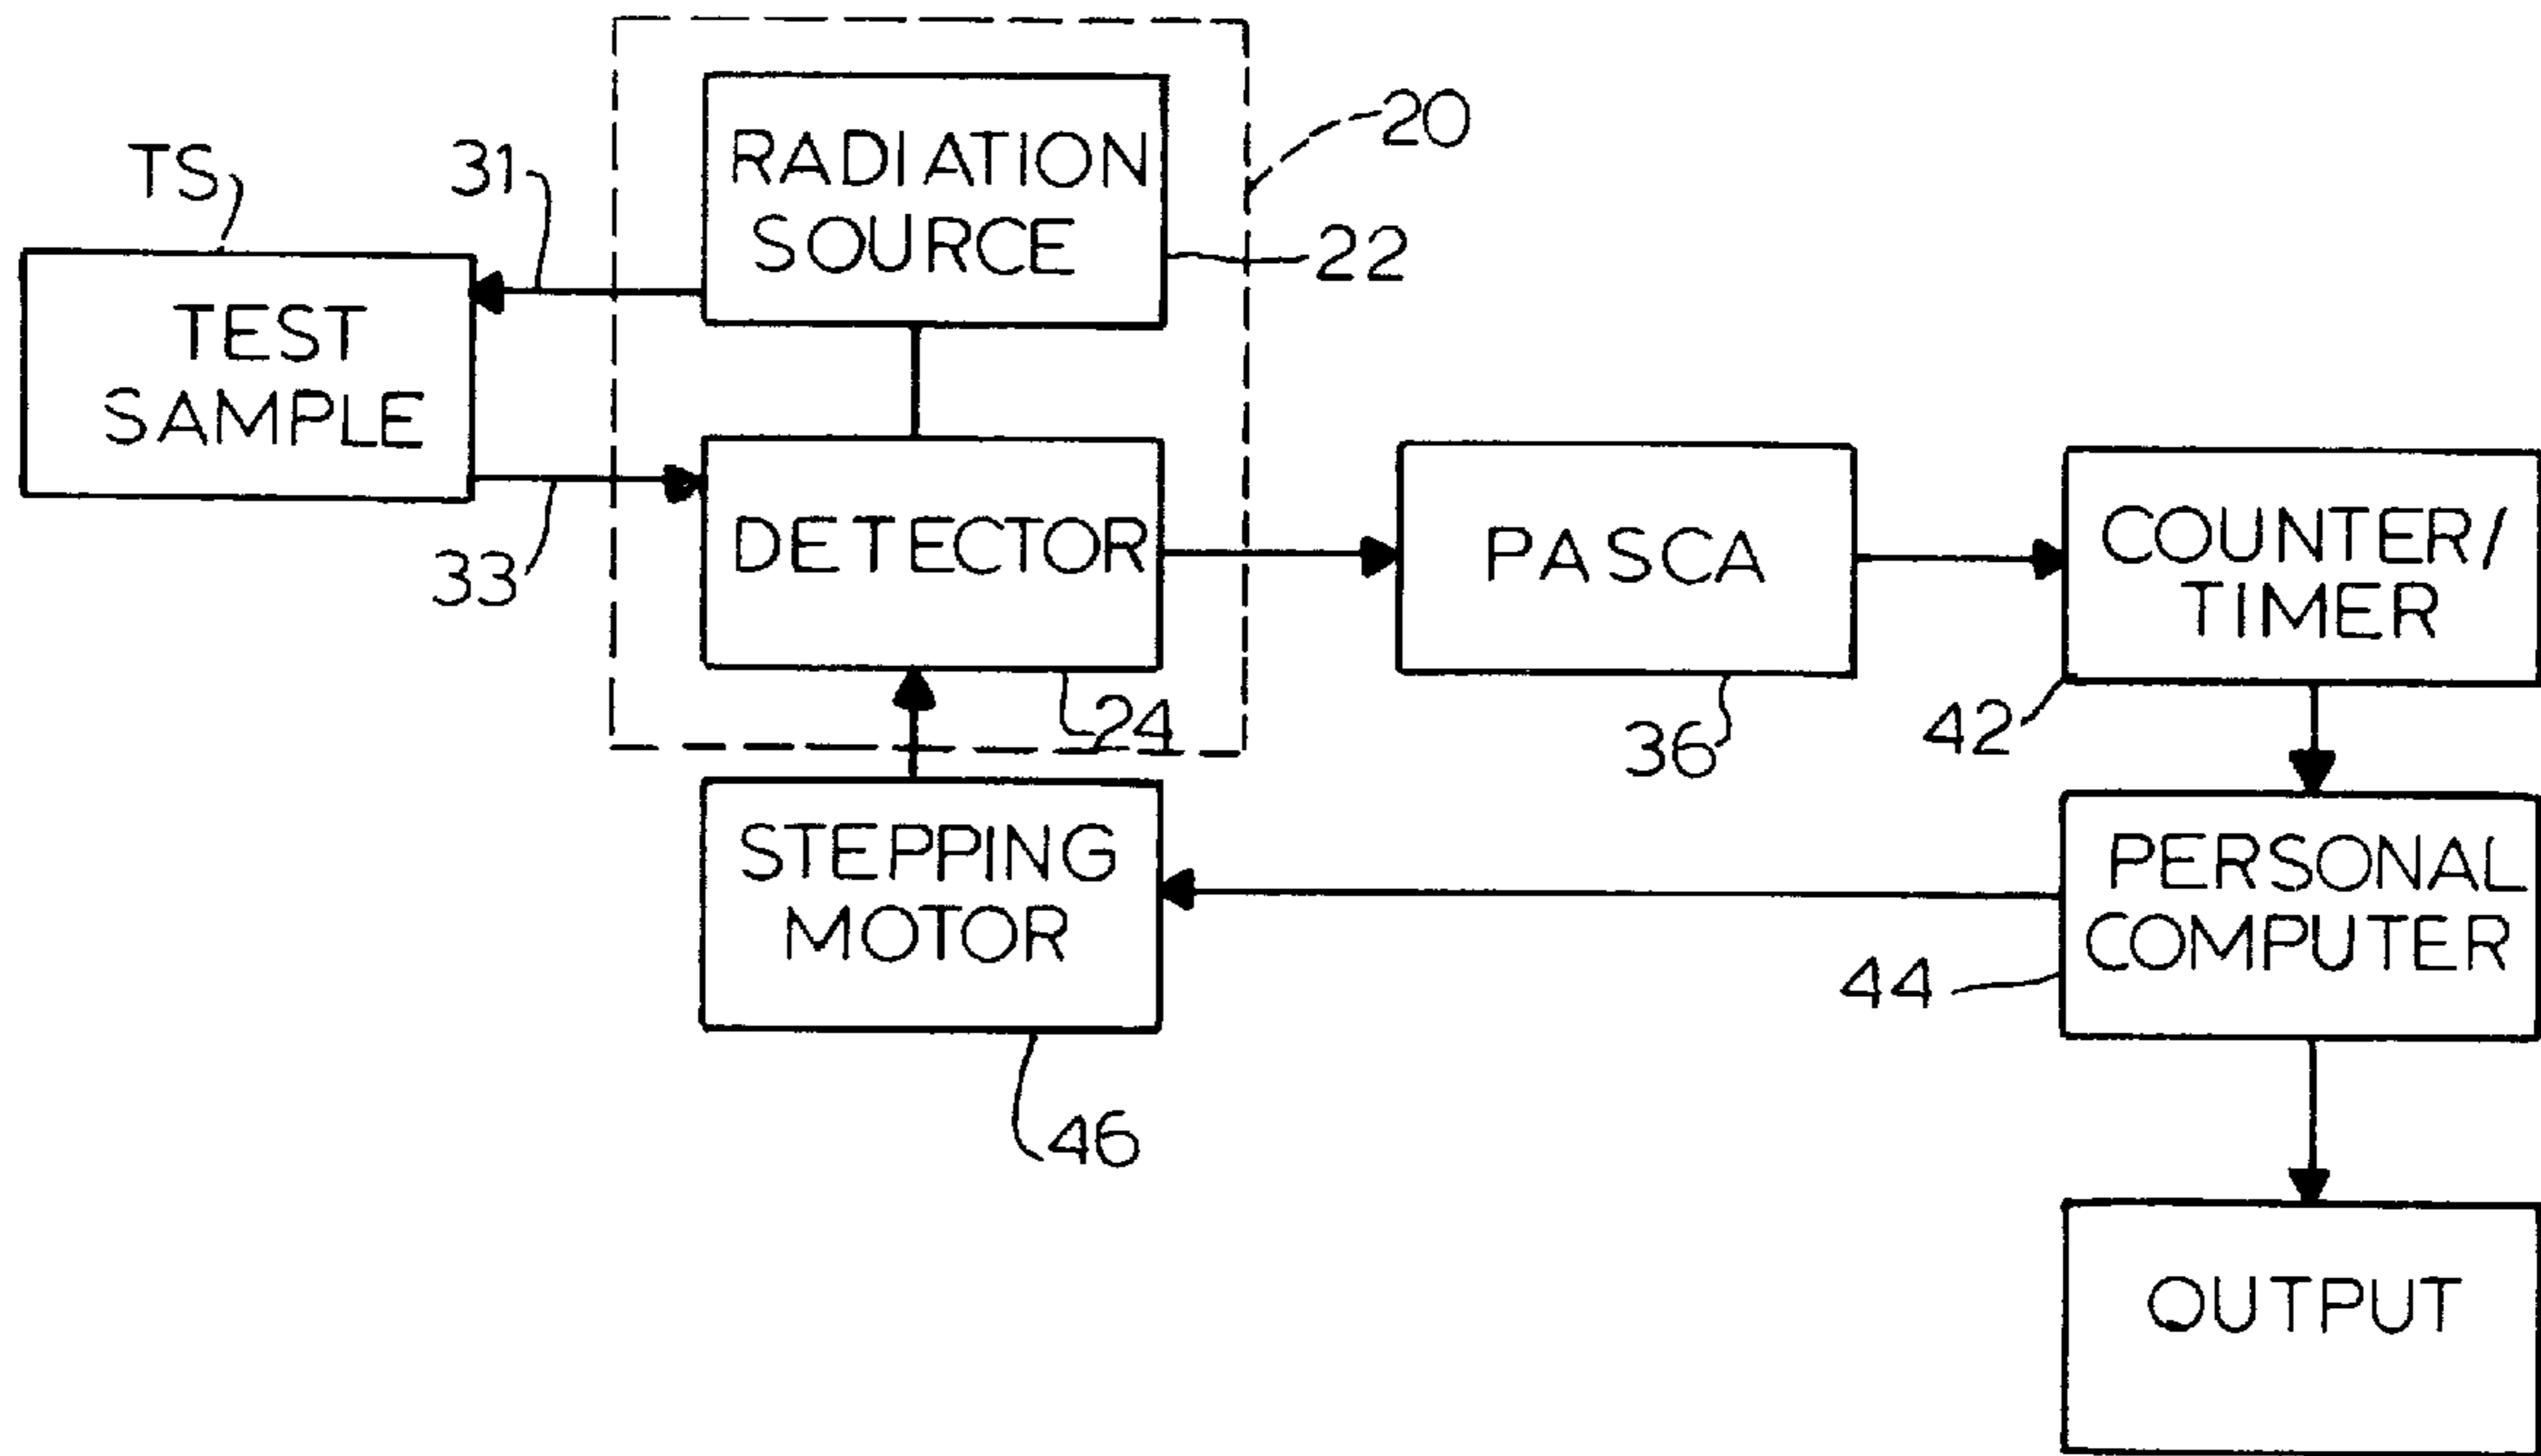 20
RADIATION
SOURCE
22
TS
31
TEST
SAMPLE
33
DETECTOR
24
PASCA
36
COUNTER/
TIMER
42
STEPPING
MOTOR
46
PERSONAL
COMPUTER
44
OUTPUT